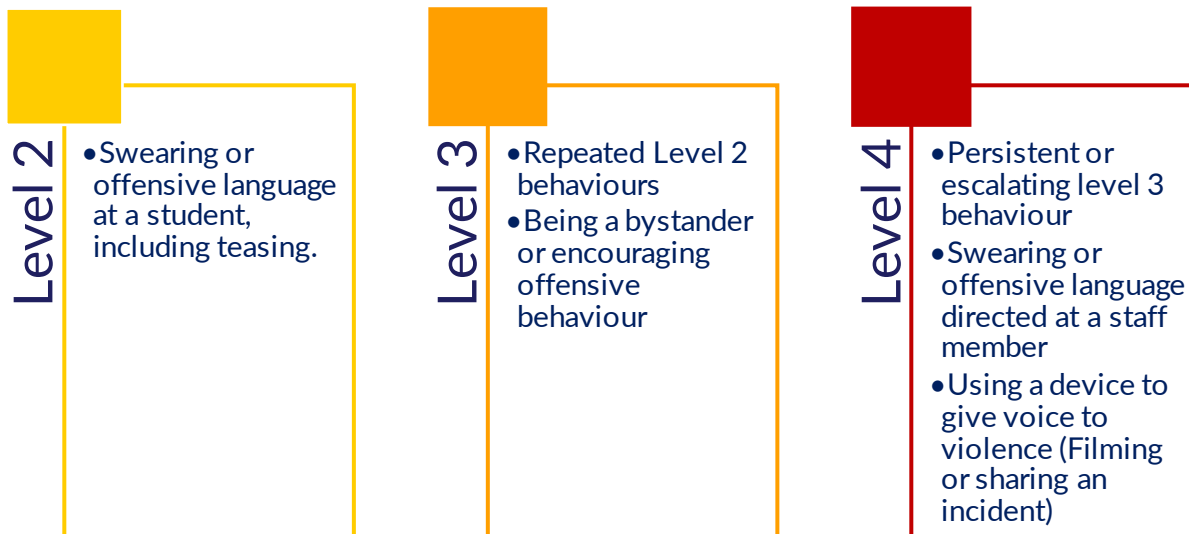 Level 2
•Swearing or
offensive language
at a student,
including teasing.
Level 3
•Repeated Level 2
behaviours
•Being a bystander
or encouraging
offensive
behaviour
Level 4
•Persistent or
escalating level 3
behaviour
•Swearing or
offensive language
directed at a staff
member
•Using a device to
give voice to
violence (Filming
or sharing an
incident)